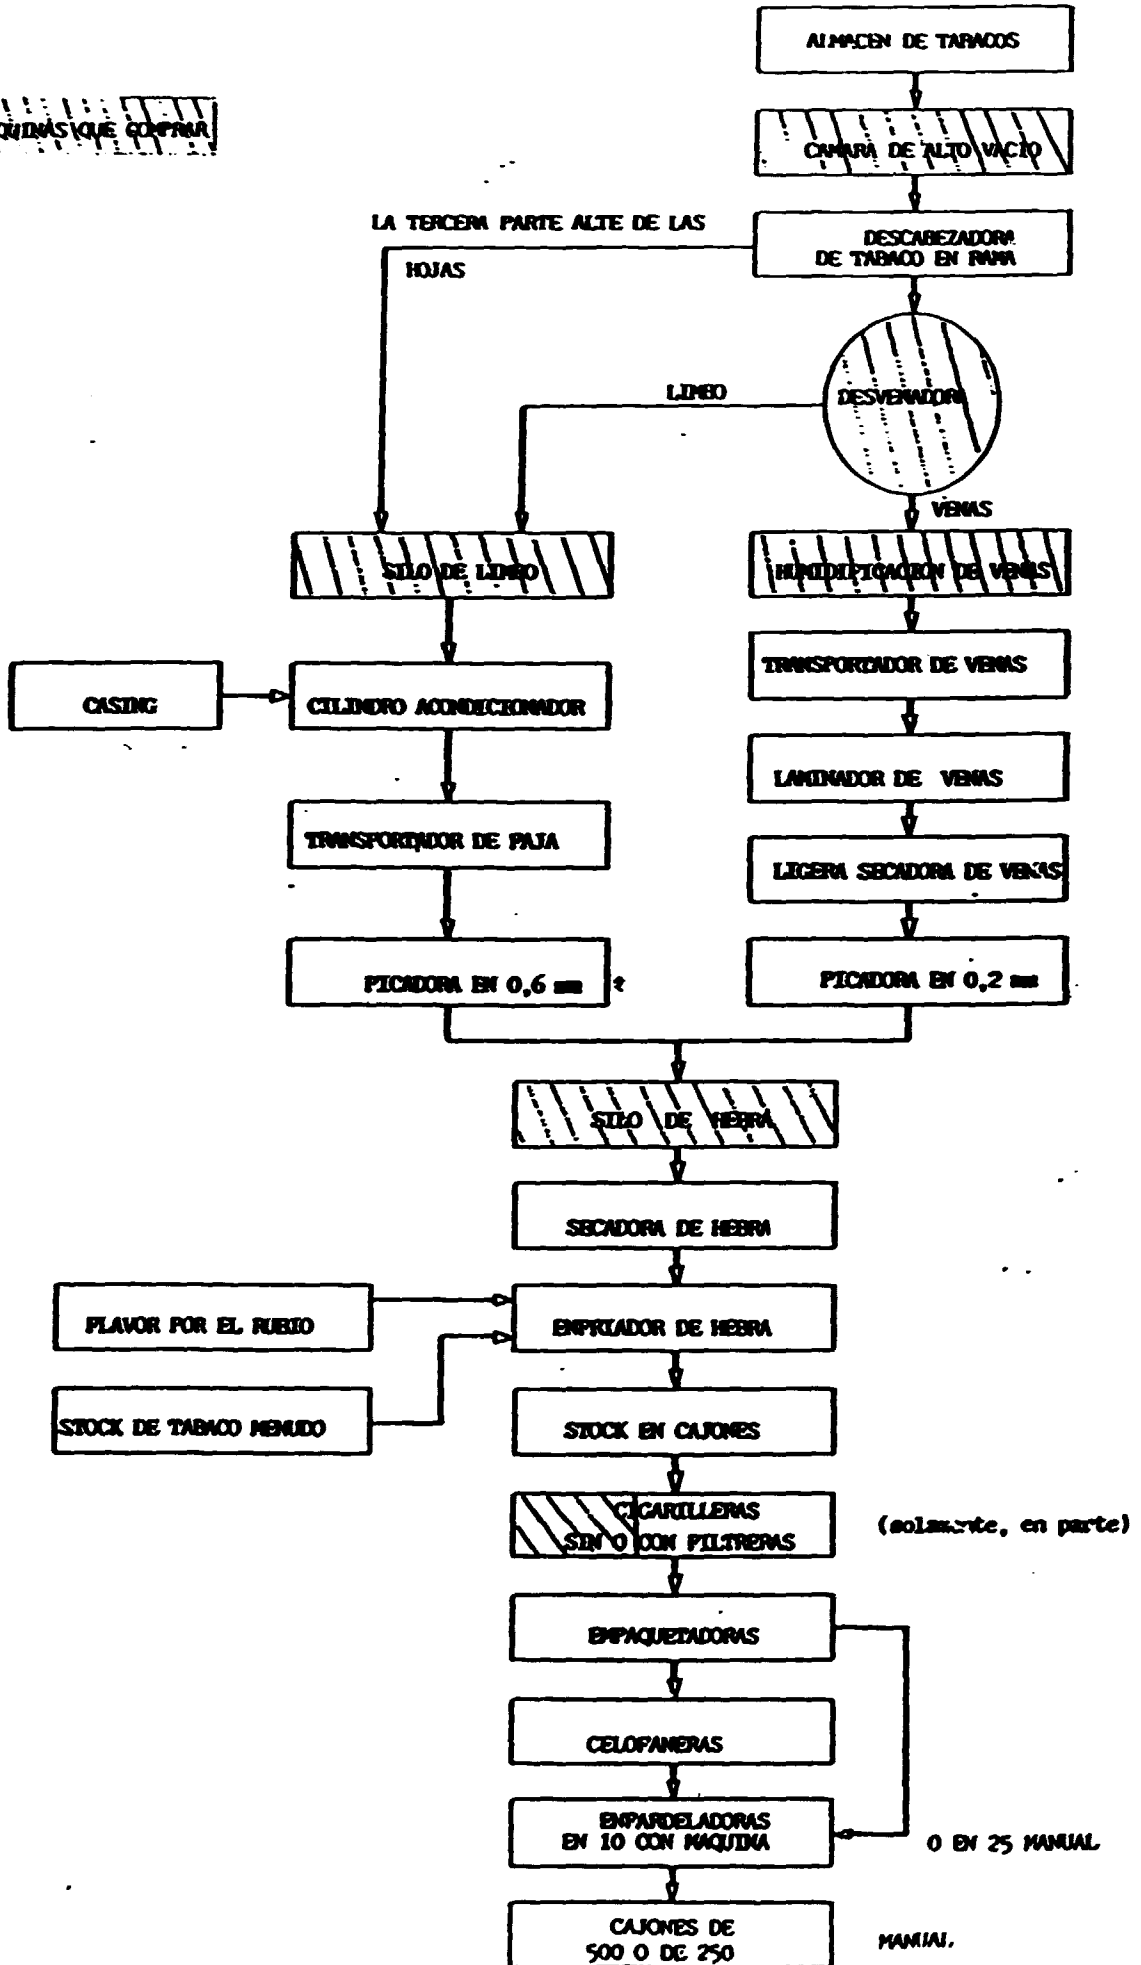 ALMACEN DE TABACOS
QUINAS QUE COMPRAR
CAMARA DE ALTO VACIO
LA TERCERA PARTE ALTE DE LAS
HOJAS
DESCABEZADORA
DE TABACO EN RAMA
LIMBO
DESVENADORA
VENAS
SILO DE LIMBO
HUMIDIFICACION DE VENAS
TRANSPORTADOR DE VENAS
CASING
CILINDRO ACONDICIONADOR
LAMINADOR DE VENAS
TRANSPORTADOR DE PAJA
LIGERA SECADORA DE VENAS
PICADORA EN 0,6 mm
PICADORA EN 0,2 mm
SILO DE HEBRA
SECADORA DE HEBRA
FLAVOR POR EL RUBIO
ENFRIADOR DE HEBRA
STOCK DE TABACO MENUDO
STOCK EN CAJONES
CIGARILLERAS
SIN O CON FILTRERAS
(solamente, en parte)
EMPAQUETADORAS
CELOFANERAS
ENFARDELADORAS
EN 10 CON MAQUINA
O EN 25 MANUAL
CAJONES DE
500 O DE 250
MANUAL.